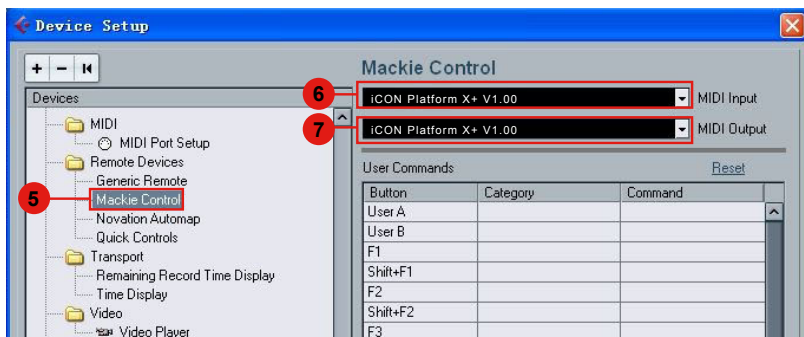 Device Setup
Devices
MIDI
MIDI Port Setup
Remote Devices
Generic Remote
5
Mackie Control
Novation Automap
Quick Controls
Transport
Remaining Record Time Display
Time Display
Video
Video Player
Mackie Control
6
iCON Platform X+ V1.00
MIDI Input
7
iCON Platform X+ V1.00
MIDI Output
User Commands
Reset
Button Category Command
User A
User B
F1
Shift+F1
F2
Shift+F2
F3